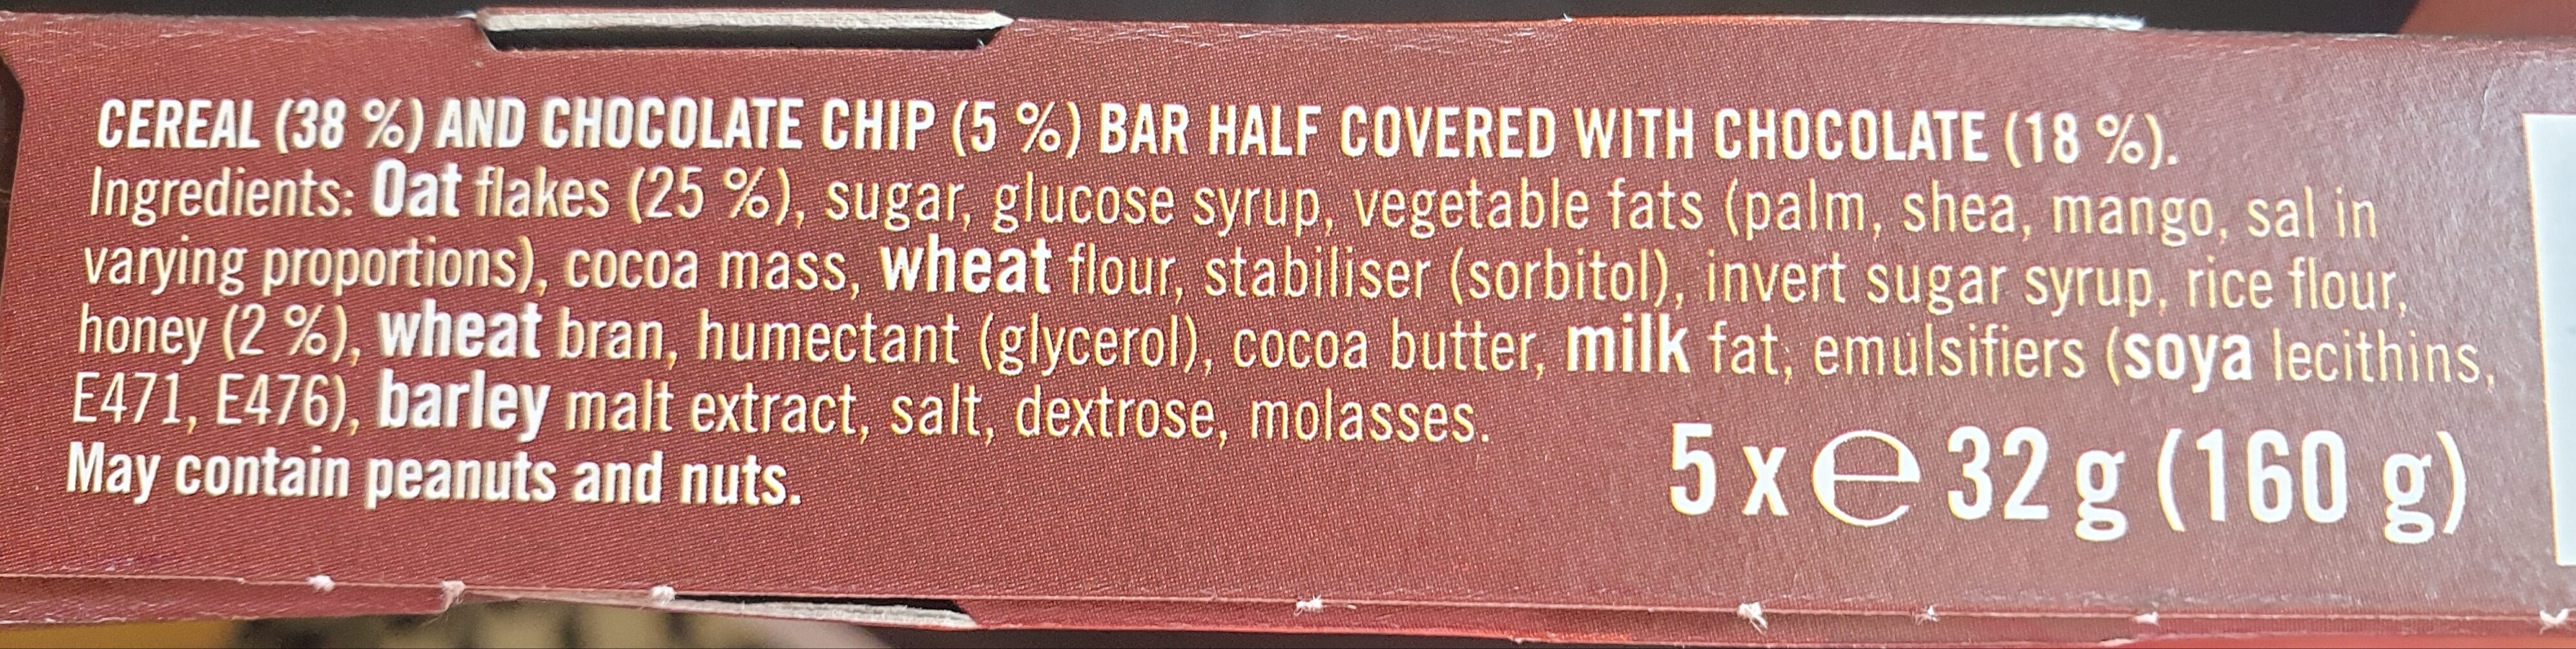 CEREAL (38 %) AND CHOCOLATE CHIP (5 %) BAR HALF COVERED WITH CHOCOLATE (18 %).
Ingredients: Oat flakes (25 %), sugar, glucose syrup, vegetable fats (palm, shea, mango, sal in
varying proportions), cocoa mass, wheat flour, stabiliser (sorbitol), invert sugar syrup, rice flour,
honey (2 %), wheat bran, humectant (glycerol), cocoa butter, milk fat, emulsifiers (soya lecithins,
E471, E476), barley malt extract, salt, dextrose, molasses.
May contain peanuts and nuts.
5 x e 32 g (160 g)